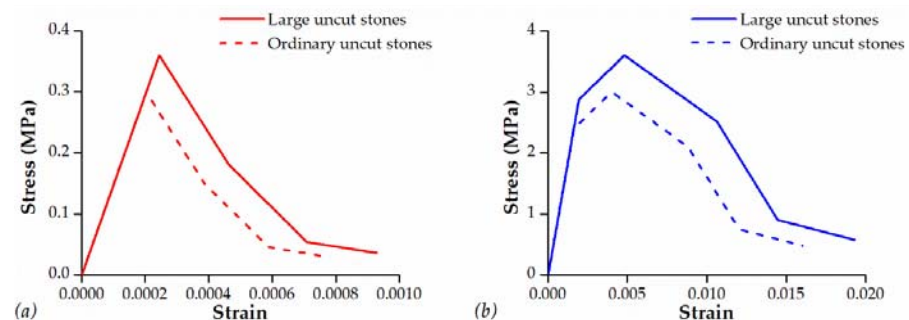 Large uncut stones
Ordinary uncut stones
0.4
0.3
0.2
0.1
0.0
Stress (MPa)
0.0000 0.0002 0.0004 0.0006 0.0008 0.0010
Strain
(a)
Large uncut stones
Ordinary uncut stones
4
3
2
1
0
Stress (MPa)
0.000 0.005 0.010 0.015 0.020
Strain
(b)